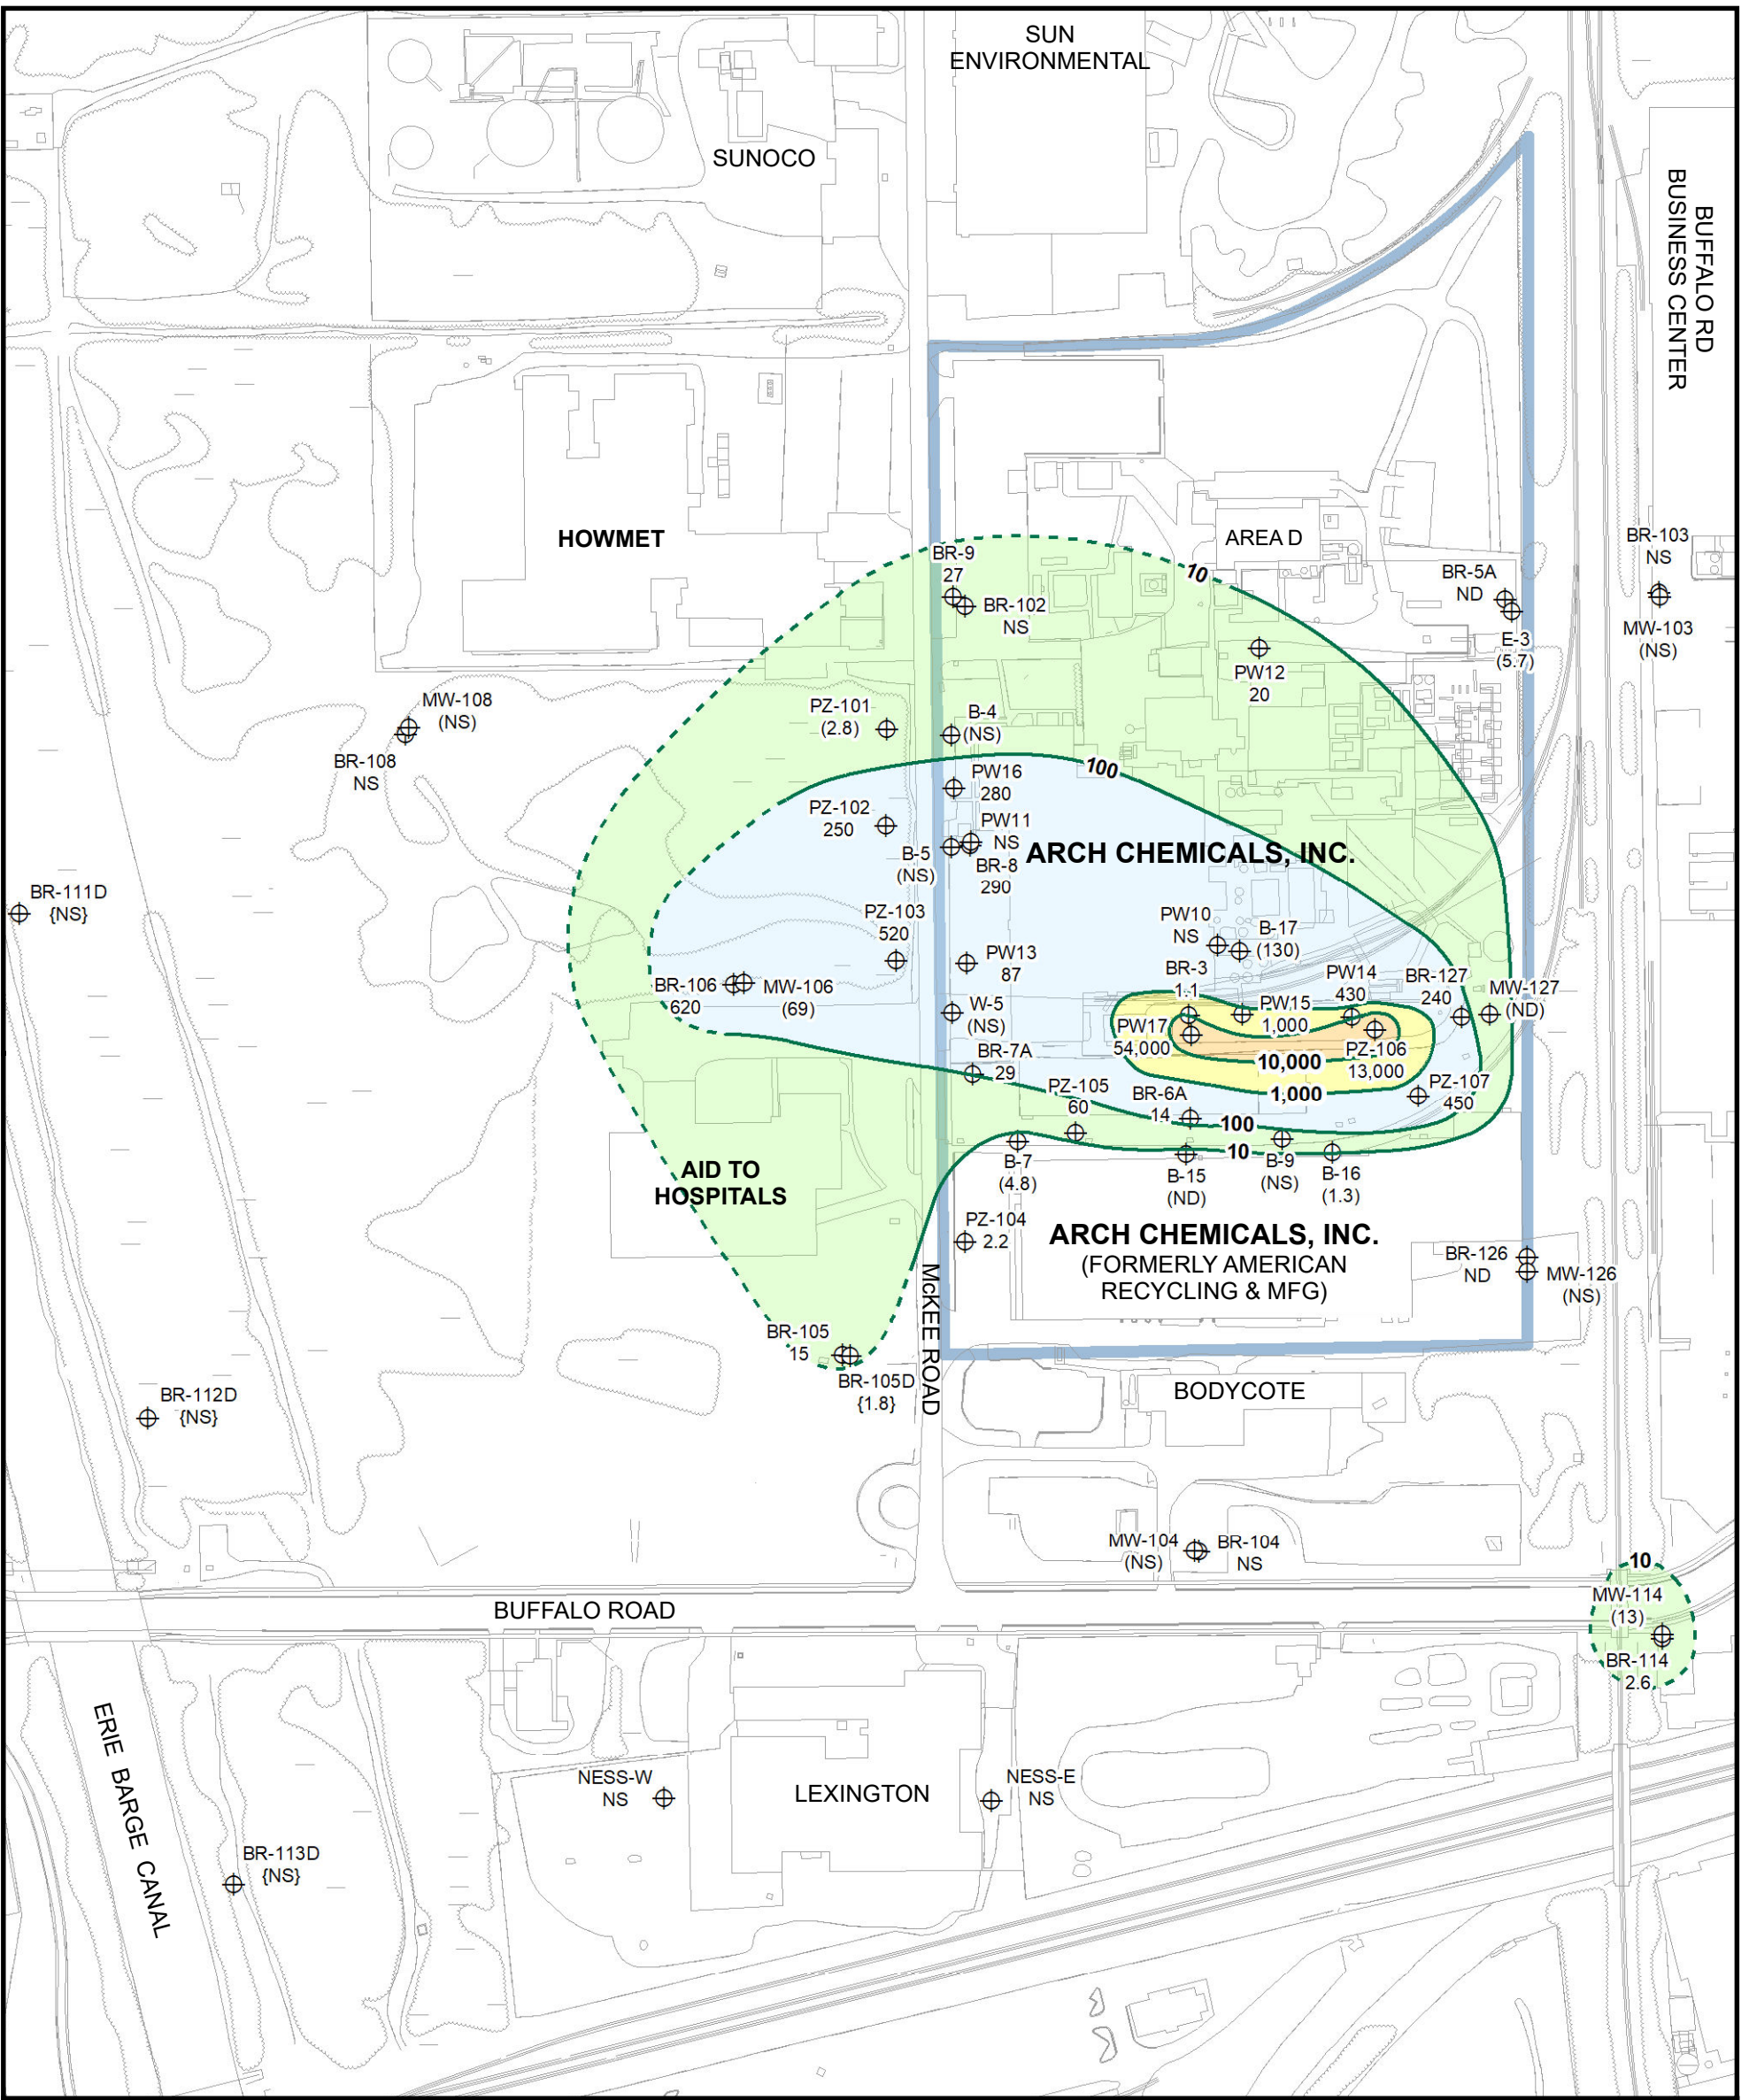 SUN
ENVIRONMENTAL
SUNOCO
BUFFALO RD
BUSINESS CENTER
HOWMET
AREA D
10
BR-9
27
BR-102
NS
BR-5A
ND
E-3
(5.7)
BR-103
NS
MW-103
(NS)
PW12
20
MW-108
(NS)
BR-108
NS
PZ-101
(2.8)
B-4
(NS)
100
PW16
280
PZ-102
250
PW11
NS
B-5
(NS)
BR-8
290
ARCH CHEMICALS, INC.
BR-111D
{NS}
PZ-103
520
PW10
NS
B-17
(130)
PW13
87
BR-106
620
MW-106
(69)
BR-3
1.1
PW14
430
BR-127
240
MW-127
(ND)
W-5
(NS)
PW17
54,000
PW15
1,000
10,000
PZ-106
13,000
1,000
BR-7A
29
PZ-105
60
BR-6A
14
PZ-107
450
100
10
B-7
(4.8)
B-15
(ND)
B-9
(NS)
B-16
(1.3)
AID TO
HOSPITALS
PZ-104
2.2
ARCH CHEMICALS, INC.
(FORMERLY AMERICAN
RECYCLING & MFG)
BR-126
ND
MW-126
(NS)
McKEE ROAD
BR-105
15
BR-105D
{1.8}
BODYCOTE
BR-112D
{NS}
MW-104
(NS)
BR-104
NS
10
MW-114
(13)
BR-114
2.6
BUFFALO ROAD
ERIE BARGE CANAL
NESS-W
NS
LEXINGTON
NESS-E
NS
BR-113D
{NS}